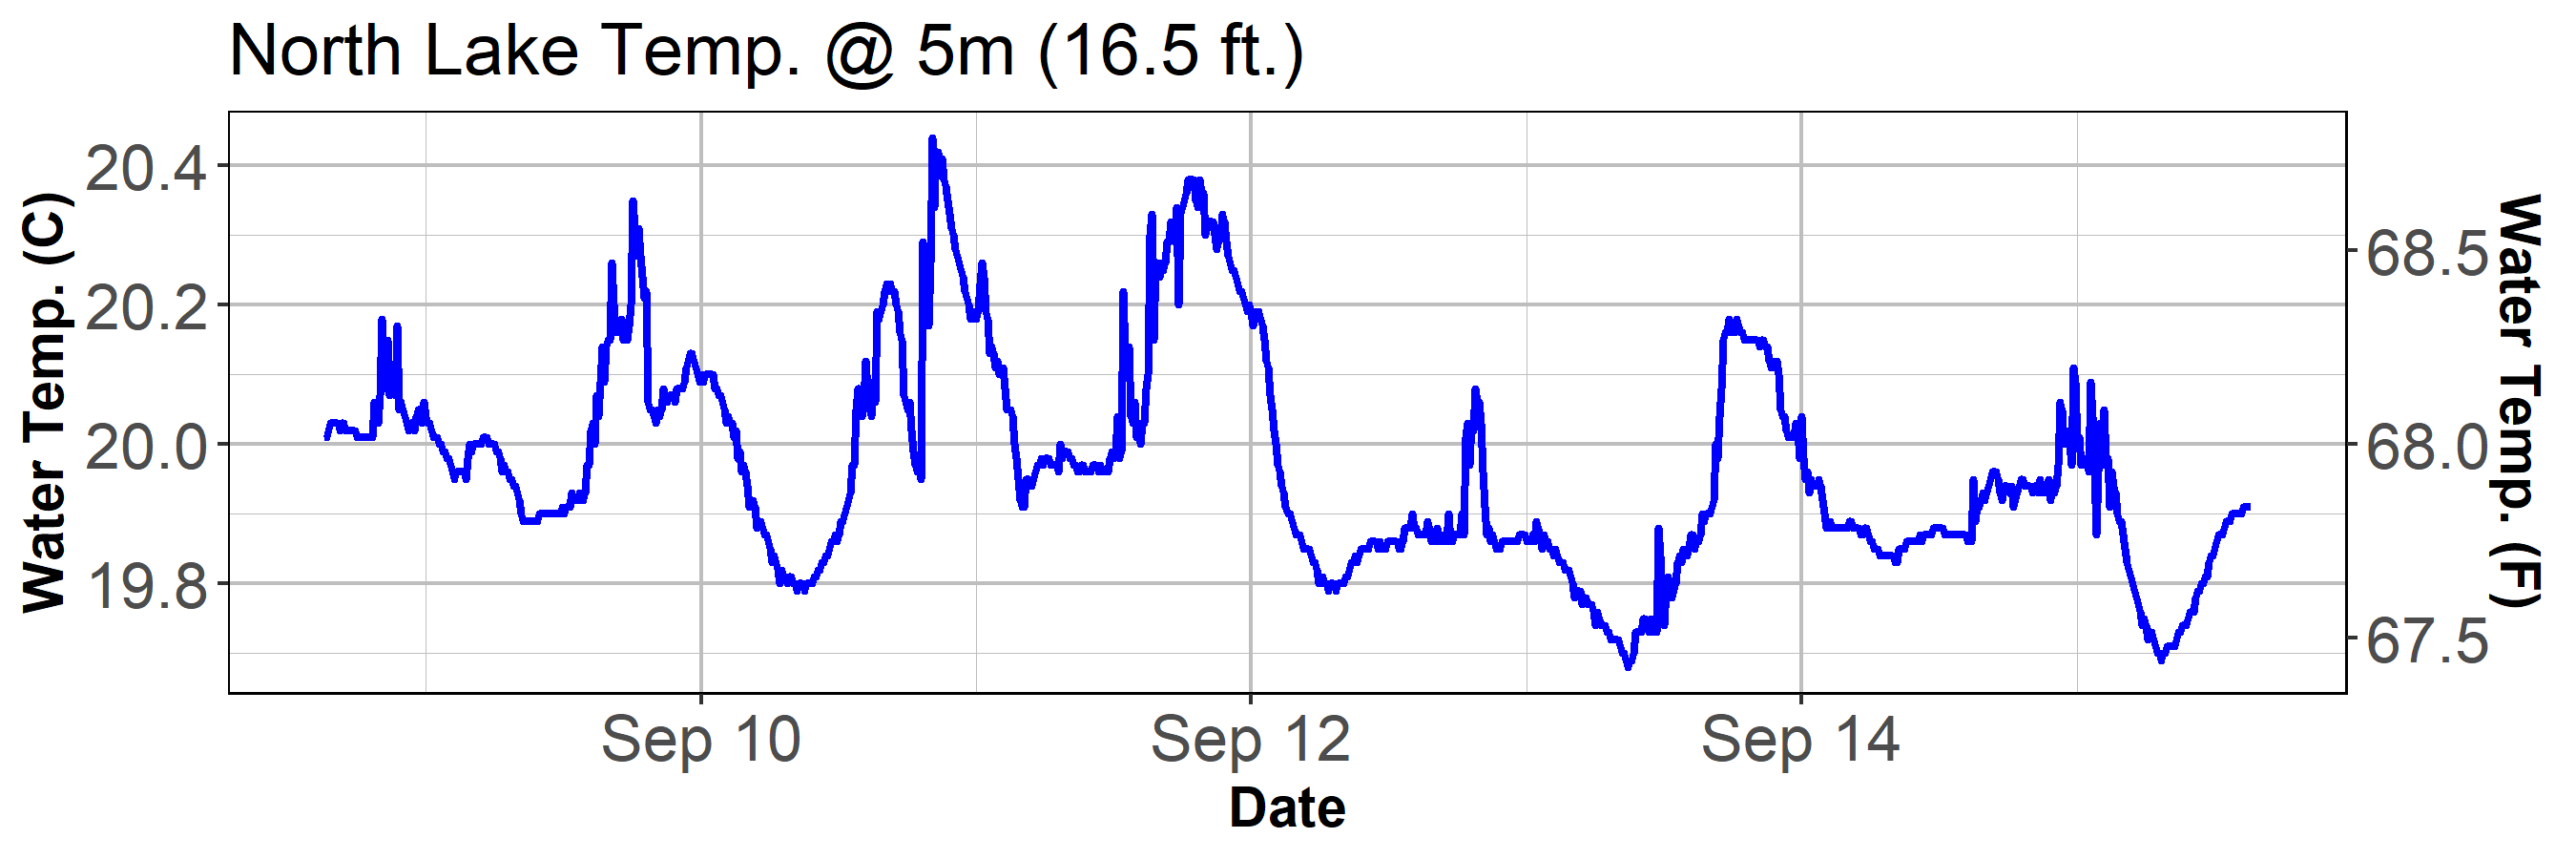 North Lake Temp. @ 5m (16.5 ft.)
Water Temp. (C)
20.4
20.2
20.0
19.8
68.5
68.0
67.5
Water Temp. (F)
Sep 10 Sep 12 Sep 14
Date